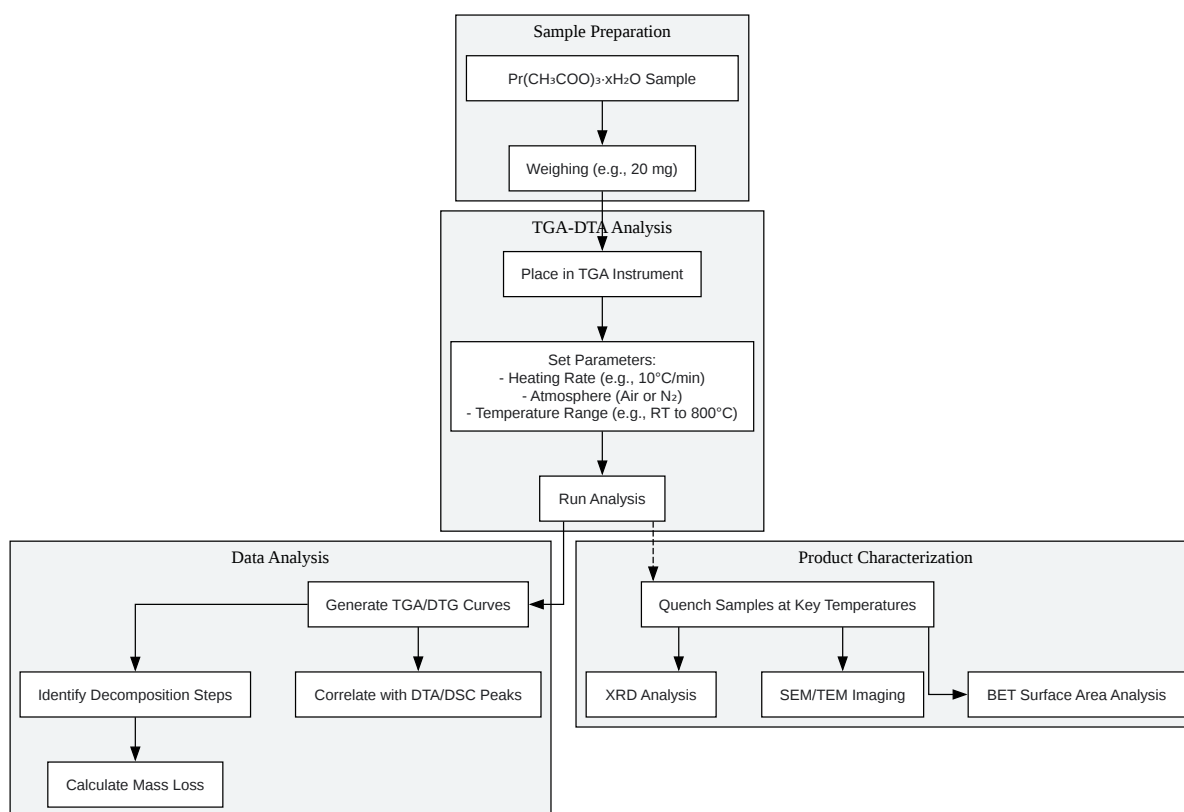 Sample Preparation
Pr(CH₃COO)₃·xH₂O Sample
Weighing (e.g., 20 mg)
TGA-DTA Analysis
Place in TGA Instrument
Set Parameters:
- Heating Rate (e.g., 10°C/min)
- Atmosphere (Air or N₂)
- Temperature Range (e.g., RT to 800°C)
Run Analysis
Data Analysis
Generate TGA/DTG Curves
Identify Decomposition Steps
Correlate with DTA/DSC Peaks
Calculate Mass Loss
Product Characterization
Quench Samples at Key Temperatures
XRD Analysis
SEM/TEM Imaging
BET Surface Area Analysis